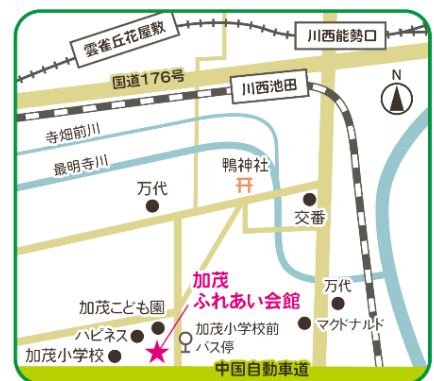 雲雀丘花屋敷
川西能勢口
国道176号
川西池田
N
寺畑前川
最明寺川
鴨神社
万代
交番
加茂
ふれあい会館
万代
加茂こども園
加茂小学校前
バス停
マクドナルド
ハピネス
加茂小学校
中国自動車道